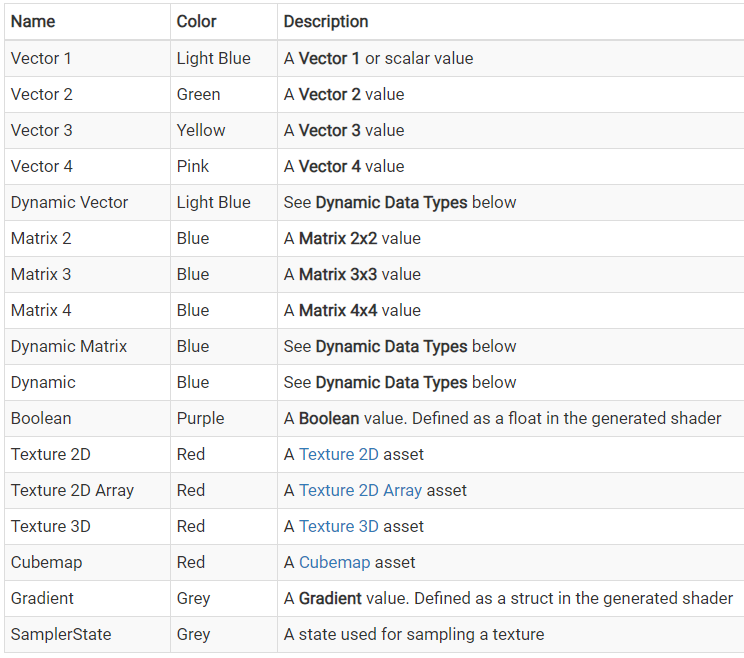 Name Color Description
Vector 1 Light Blue A Vector 1 or scalar value
Vector 2 Green A Vector 2 value
Vector 3 Yellow A Vector 3 value
Vector 4 Pink A Vector 4 value
Dynamic Vector Light Blue See Dynamic Data Types below
Matrix 2 Blue A Matrix 2x2 value
Matrix 3 Blue A Matrix 3x3 value
Matrix 4 Blue A Matrix 4x4 value
Dynamic Matrix Blue See Dynamic Data Types below
Dynamic Blue See Dynamic Data Types below
Boolean Purple A Boolean value. Defined as a float in the generated shader
Texture 2D Red A Texture 2D asset
Texture 2D Array Red A Texture 2D Array asset
Texture 3D Red A Texture 3D asset
Cubemap Red A Cubemap asset
Gradient Grey A Gradient value. Defined as a struct in the generated shader
SamplerState Grey A state used for sampling a texture